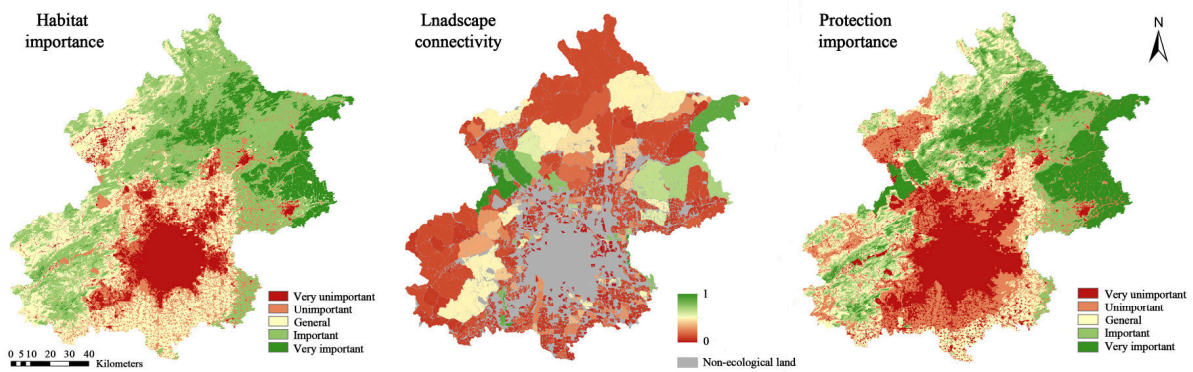 Habitat
importance
Very unimportant
Unimportant
General
Important
Very important
0 5 10 20 30 40
Kilometers
Lnadscape
connectivity
1
0
Non-ecological land
Protection
importance
N
Very unimportant
Unimportant
General
Important
Very important